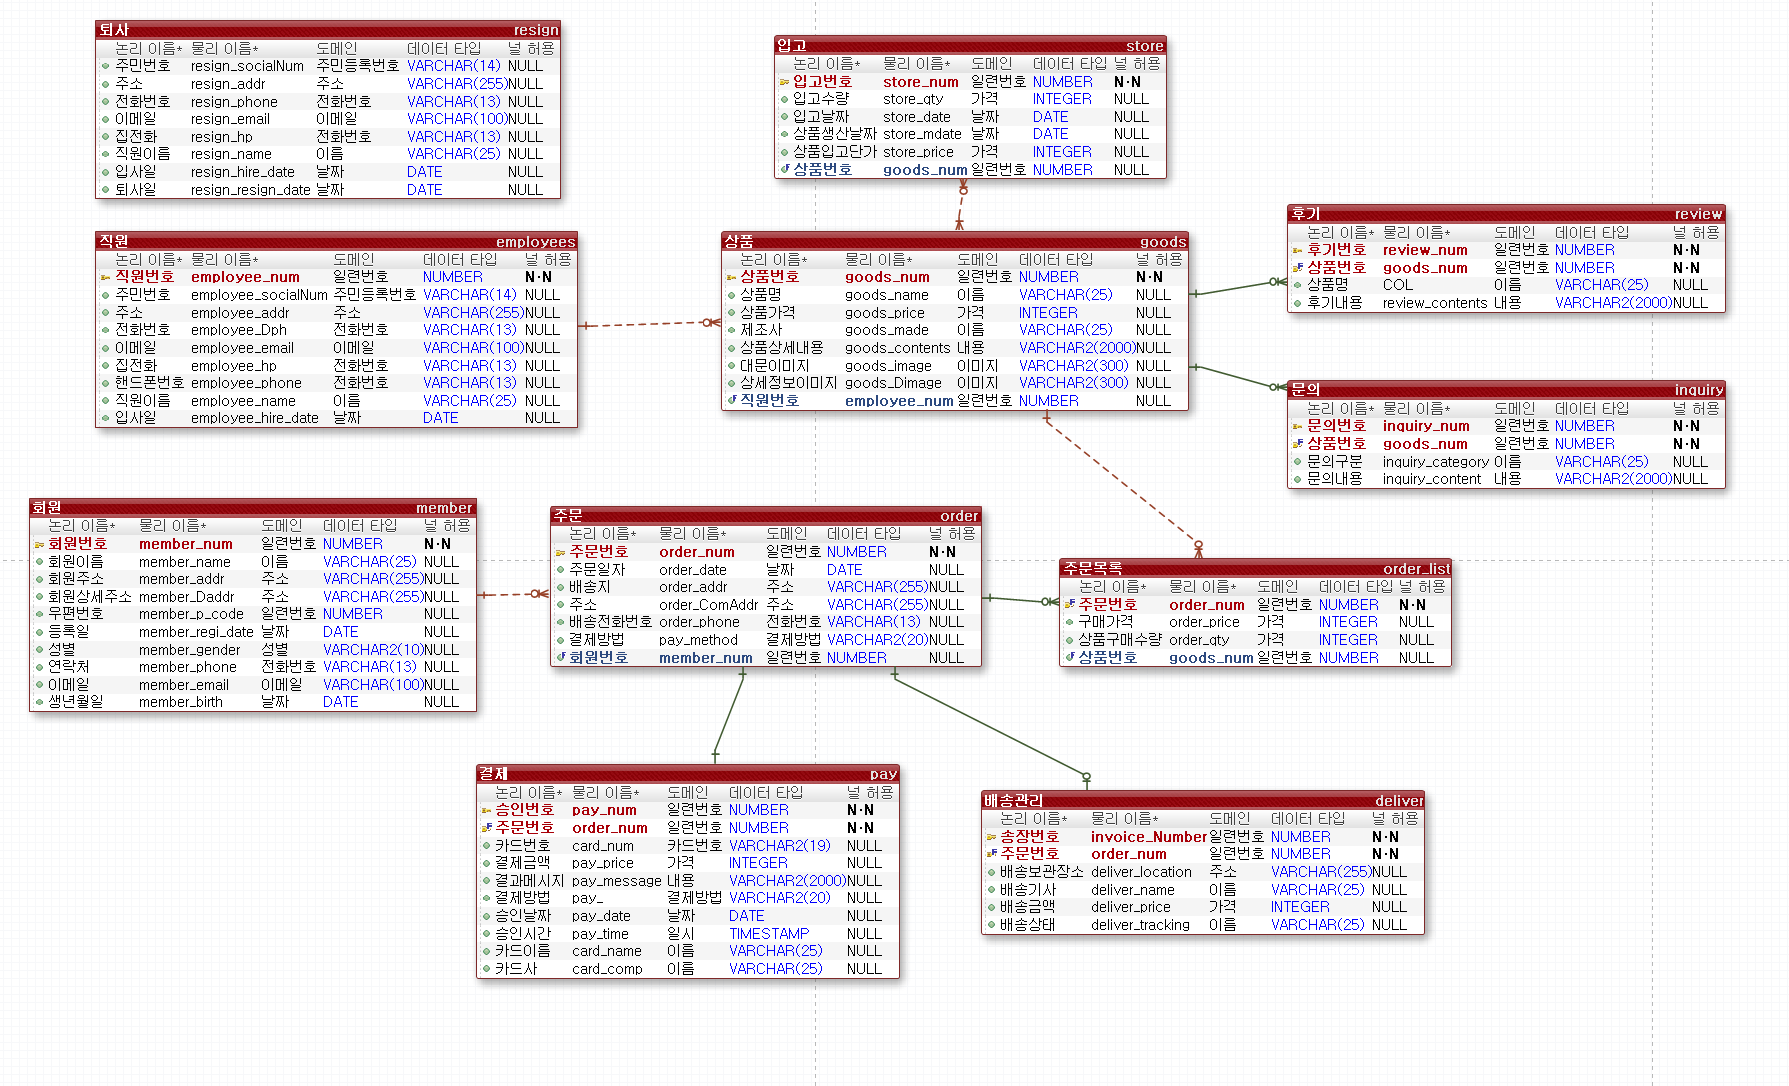 퇴사 resign
논리 이름* 물리 이름* 도메인 데이터 타입 널 허용
주민번호 resign_socialNum 주민등록번호 VARCHAR(14) NULL
주소 resign_addr 주소 VARCHAR(255) NULL
전화번호 resign_phone 전화번호 VARCHAR(13) NULL
이메일 resign_email 이메일 VARCHAR(100) NULL
집전화 resign_hp 전화번호 VARCHAR(13) NULL
직원이름 resign_name 이름 VARCHAR(25) NULL
입사일 resign_hire_date 날짜 DATE NULL
퇴사일 resign_resign_date 날짜 DATE NULL
입고 store
논리 이름* 물리 이름* 도메인 데이터 타입 널 허용
입고번호 store_num 일련번호 NUMBER N·N
입고수량 store_qty 가격 INTEGER NULL
입고날짜 store_date 날짜 DATE NULL
상품생산날짜 store_mdate 날짜 DATE NULL
상품입고단가 store_price 가격 INTEGER NULL
상품번호 goods_num 일련번호 NUMBER NULL
직원 employees
논리 이름* 물리 이름* 도메인 데이터 타입 널 허용
직원번호 employee_num 일련번호 NUMBER N·N
주민번호 employee_socialNum 주민등록번호 VARCHAR(14) NULL
주소 employee_addr 주소 VARCHAR(255) NULL
전화번호 employee_Dph 전화번호 VARCHAR(13) NULL
이메일 employee_email 이메일 VARCHAR(100) NULL
집전화 employee_hp 전화번호 VARCHAR(13) NULL
핸드폰번호 employee_phone 전화번호 VARCHAR(13) NULL
직원이름 employee_name 이름 VARCHAR(25) NULL
입사일 employee_hire_date 날짜 DATE NULL
상품 goods
논리 이름* 물리 이름* 도메인 데이터 타입 널 허용
상품번호 goods_num 일련번호 NUMBER N·N
상품명 goods_name 이름 VARCHAR(25) NULL
상품가격 goods_price INTEGER NULL
제조사 goods_made 이름 VARCHAR(25) NULL
상품상세내용 goods_contents 내용 VARCHAR2(2000) NULL
대문이미지 goods_image 이미지 VARCHAR2(300) NULL
상세정보이미지 goods_Dimage 이미지 VARCHAR2(300) NULL
직원번호 employee_num 일련번호 NUMBER NULL
후기 review
논리 이름* 물리 이름* 도메인 데이터 타입 널 허용
후기번호 review_num 일련번호 NUMBER N·N
상품번호 goods_num 일련번호 NUMBER N·N
상품명 COL 이름 VARCHAR(25) NULL
후기내용 review_contents 내용 VARCHAR2(2000) NULL
문의 inquiry
논리 이름* 물리 이름* 도메인 데이터 타입 널 허용
문의번호 inquiry_num 일련번호 NUMBER N·N
상품번호 goods_num 일련번호 NUMBER N·N
문의구분 inquiry_category 이름 VARCHAR(25) NULL
문의내용 inquiry_content 내용 VARCHAR2(2000) NULL
회원 member
논리 이름* 물리 이름* 도메인 데이터 타입 널 허용
회원번호 member_num 일련번호 NUMBER N·N
회원이름 member_name 이름 VARCHAR(25) NULL
회원주소 member_addr 주소 VARCHAR(255) NULL
회원상세주소 member_Daddr 주소 VARCHAR(255) NULL
우편번호 member_p_code 일련번호 NUMBER NULL
등록일 member_regi_date 날짜 DATE NULL
성별 member_gender 성별 VARCHAR2(10) NULL
연락처 member_phone 전화번호 VARCHAR(13) NULL
이메일 member_email 이메일 VARCHAR(100) NULL
생년월일 member_birth 날짜 DATE NULL
주문 order
논리 이름* 물리 이름* 도메인 데이터 타입 널 허용
주문번호 order_num 일련번호 NUMBER N·N
주문일자 order_date 날짜 DATE NULL
배송지 order_addr 주소 VARCHAR(255) NULL
주소 order_ComAddr 주소 VARCHAR(255) NULL
배송전화번호 order_phone 전화번호 VARCHAR(13) NULL
결제방법 pay_method 결제방법 VARCHAR2(20) NULL
회원번호 member_num 일련번호 NUMBER NULL
주문목록 order_list
논리 이름* 물리 이름* 도메인 데이터 타입 널 허용
주문번호 order_num 일련번호 NUMBER N·N
구매가격 order_price 가격 INTEGER NULL
상품구매수량 order_qty 가격 INTEGER NULL
상품번호 goods_num 일련번호 NUMBER NULL
결제 pay
논리 이름* 물리 이름* 도메인 데이터 타입 널 허용
승인번호 pay_num 일련번호 NUMBER N·N
주문번호 order_num 일련번호 NUMBER N·N
카드번호 card_num 카드번호 VARCHAR2(19) NULL
결제금액 pay_price 가격 INTEGER NULL
결과메시지 pay_message 내용 VARCHAR2(2000) NULL
결제방법 pay_ 결제방법 VARCHAR2(20) NULL
승인날짜 pay_date 날짜 DATE NULL
승인시간 pay_time 일시 TIMESTAMP NULL
카드이름 card_name 이름 VARCHAR(25) NULL
카드사 card_comp 이름 VARCHAR(25) NULL
배송관리 deliver
논리 이름* 물리 이름* 도메인 데이터 타입 널 허용
송장번호 invoice_Number 일련번호 NUMBER N·N
주문번호 order_num 일련번호 NUMBER N·N
배송보관장소 deliver_location 주소 VARCHAR(255) NULL
배송기사 deliver_name 이름 VARCHAR(25) NULL
배송금액 deliver_price 가격 INTEGER NULL
배송상태 deliver_tracking 이름 VARCHAR(25) NULL